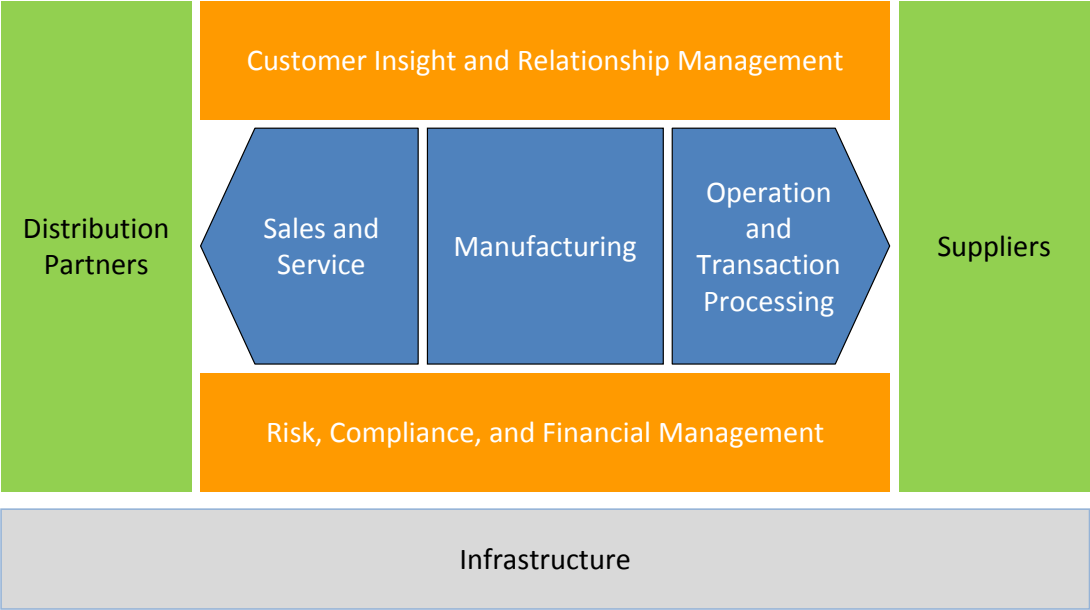 Customer Insight and Relationship Management
Distribution
Partners
Sales and
Service
Manufacturing
Operation
and
Transaction
Processing
Suppliers
Risk, Compliance, and Financial Management
Infrastructure